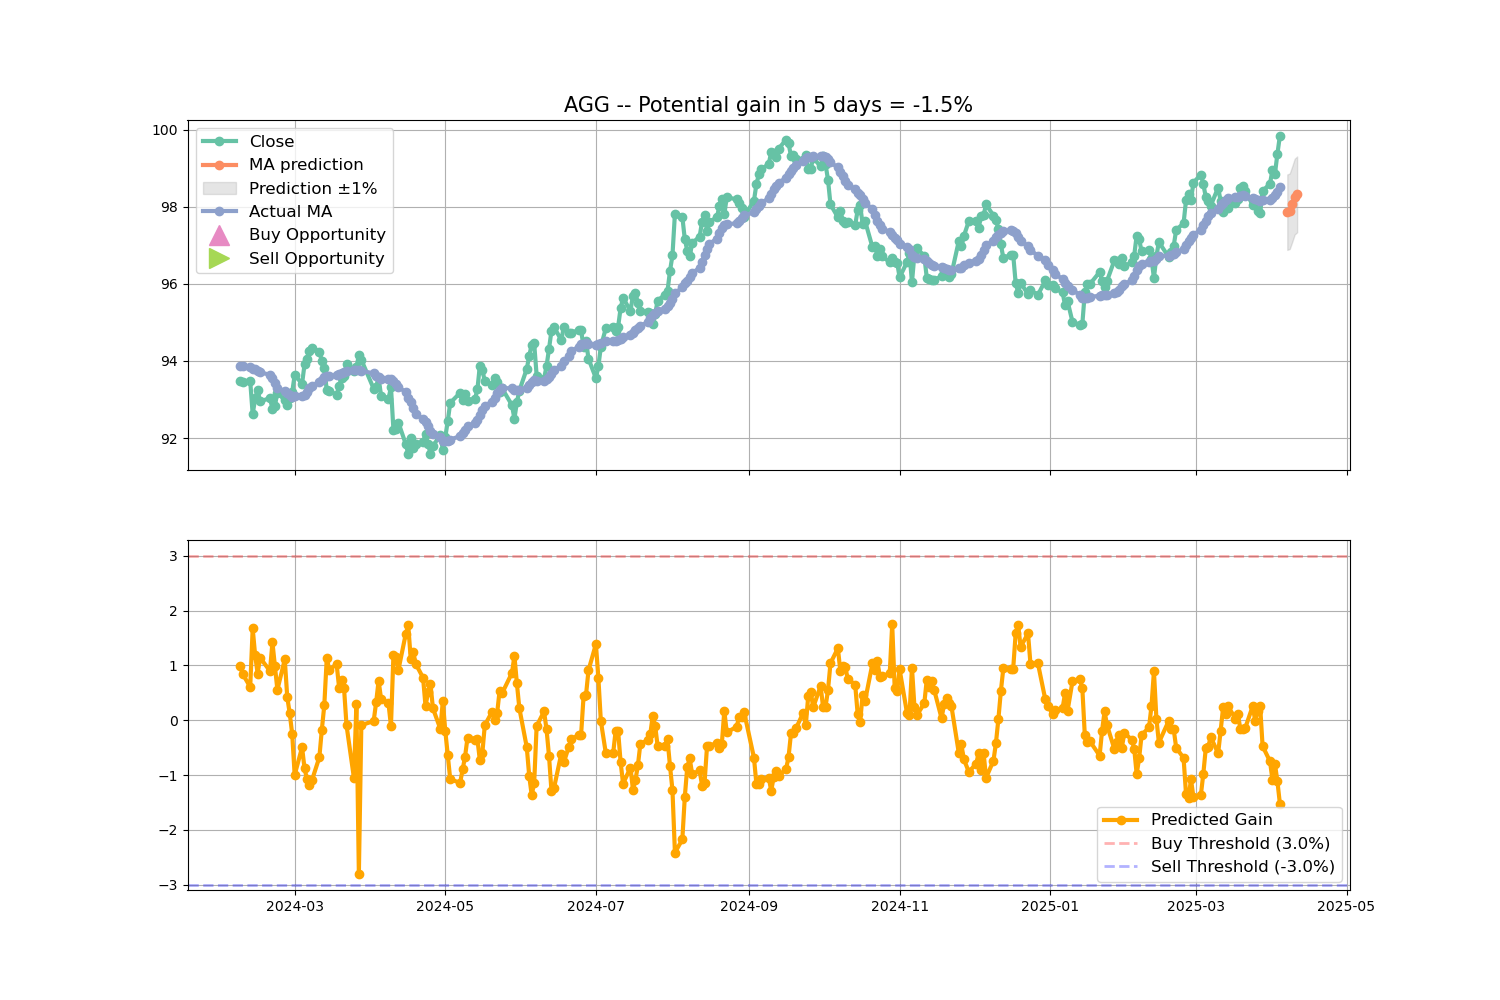 AGG -- Potential gain in 5 days = -1.5%
100
98
96
94
92
Close
MA prediction
Prediction ±1%
Actual MA
Buy Opportunity
Sell Opportunity
3
2
1
0
−1
−2
−3
Predicted Gain
Buy Threshold (3.0%)
Sell Threshold (-3.0%)
2024-03
2024-05
2024-07
2024-09
2024-11
2025-01
2025-03
2025-05